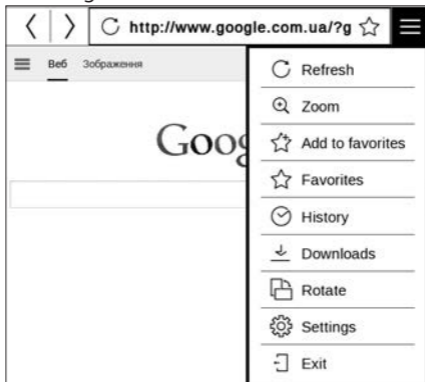 http://www.google.com.ua/?g
Веб Зображення
Goog
Refresh
Zoom
Add to favorites
Favorites
History
Downloads
Rotate
Settings
Exit